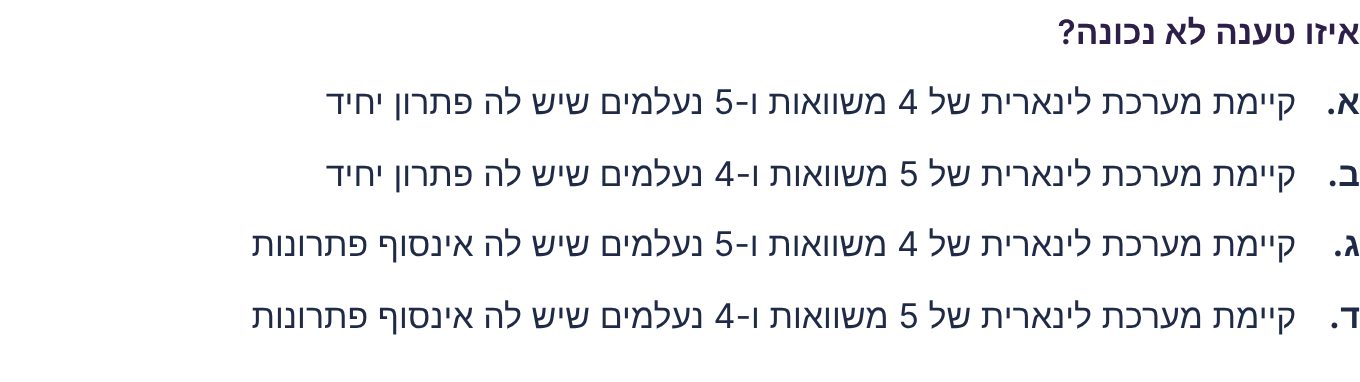 איזו טענה לא נכונה?
א. קיימת מערכת לינארית של 4 משוואות ו-5 נעלמים שיש לה פתרון יחיד
ב. קיימת מערכת לינארית של 5 משוואות ו-4 נעלמים שיש לה פתרון יחיד
ג. קיימת מערכת לינארית של 4 משוואות ו-5 נעלמים שיש לה אינסוף פתרונות
ד. קיימת מערכת לינארית של 5 משוואות ו-4 נעלמים שיש לה אינסוף פתרונות